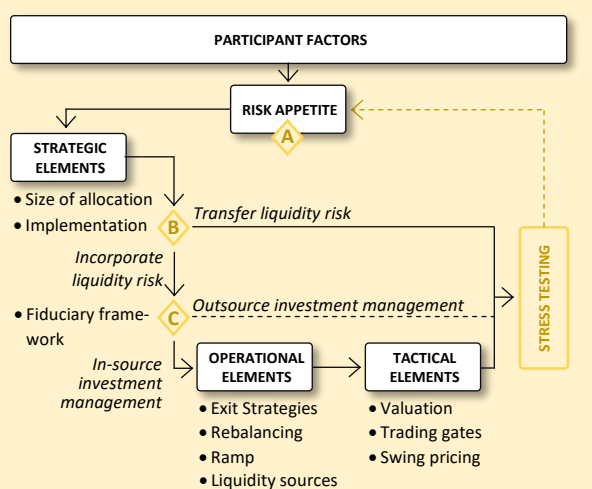 PARTICIPANT FACTORS
RISK APPETITE
A
STRATEGIC
ELEMENTS
• Size of allocation
• Implementation
B
Transfer liquidity risk
Incorporate
liquidity risk
• Fiduciary frame-
work
C
Outsource investment management
In-source
investment
management
OPERATIONAL
ELEMENTS
• Exit Strategies
• Rebalancing
• Ramp
• Liquidity sources
TACTICAL
ELEMENTS
• Valuation
• Trading gates
• Swing pricing
STRESS TESTING